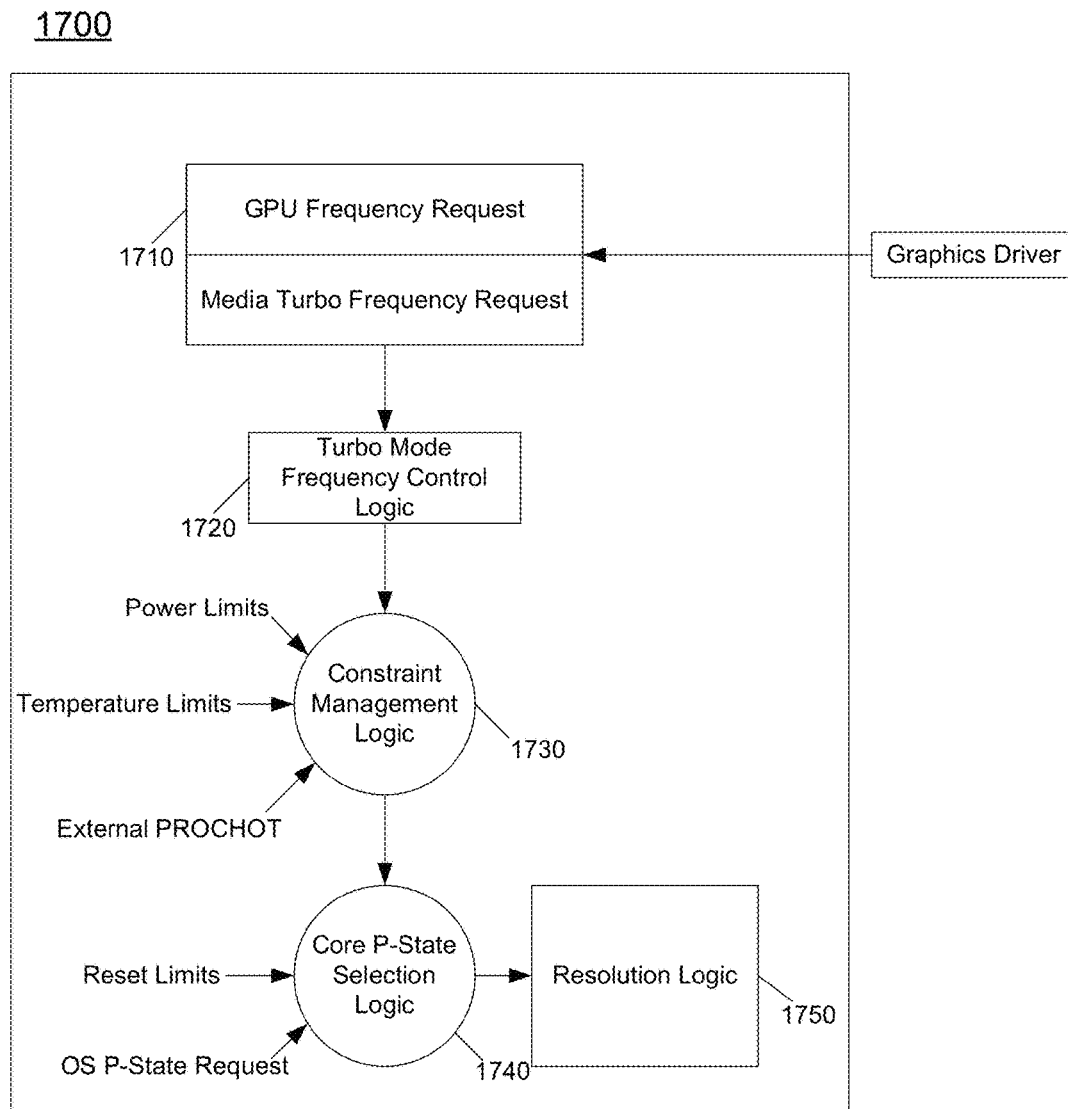 1700
GPU Frequency Request
1710
Media Turbo Frequency Request
Graphics Driver
Turbo Mode
Frequency Control
Logic
1720
Power Limits
Temperature Limits
External PROCHOT
Constraint
Management
Logic
1730
Reset Limits
OS P-State Request
Core P-State
Selection
Logic
1740
Resolution Logic
1750